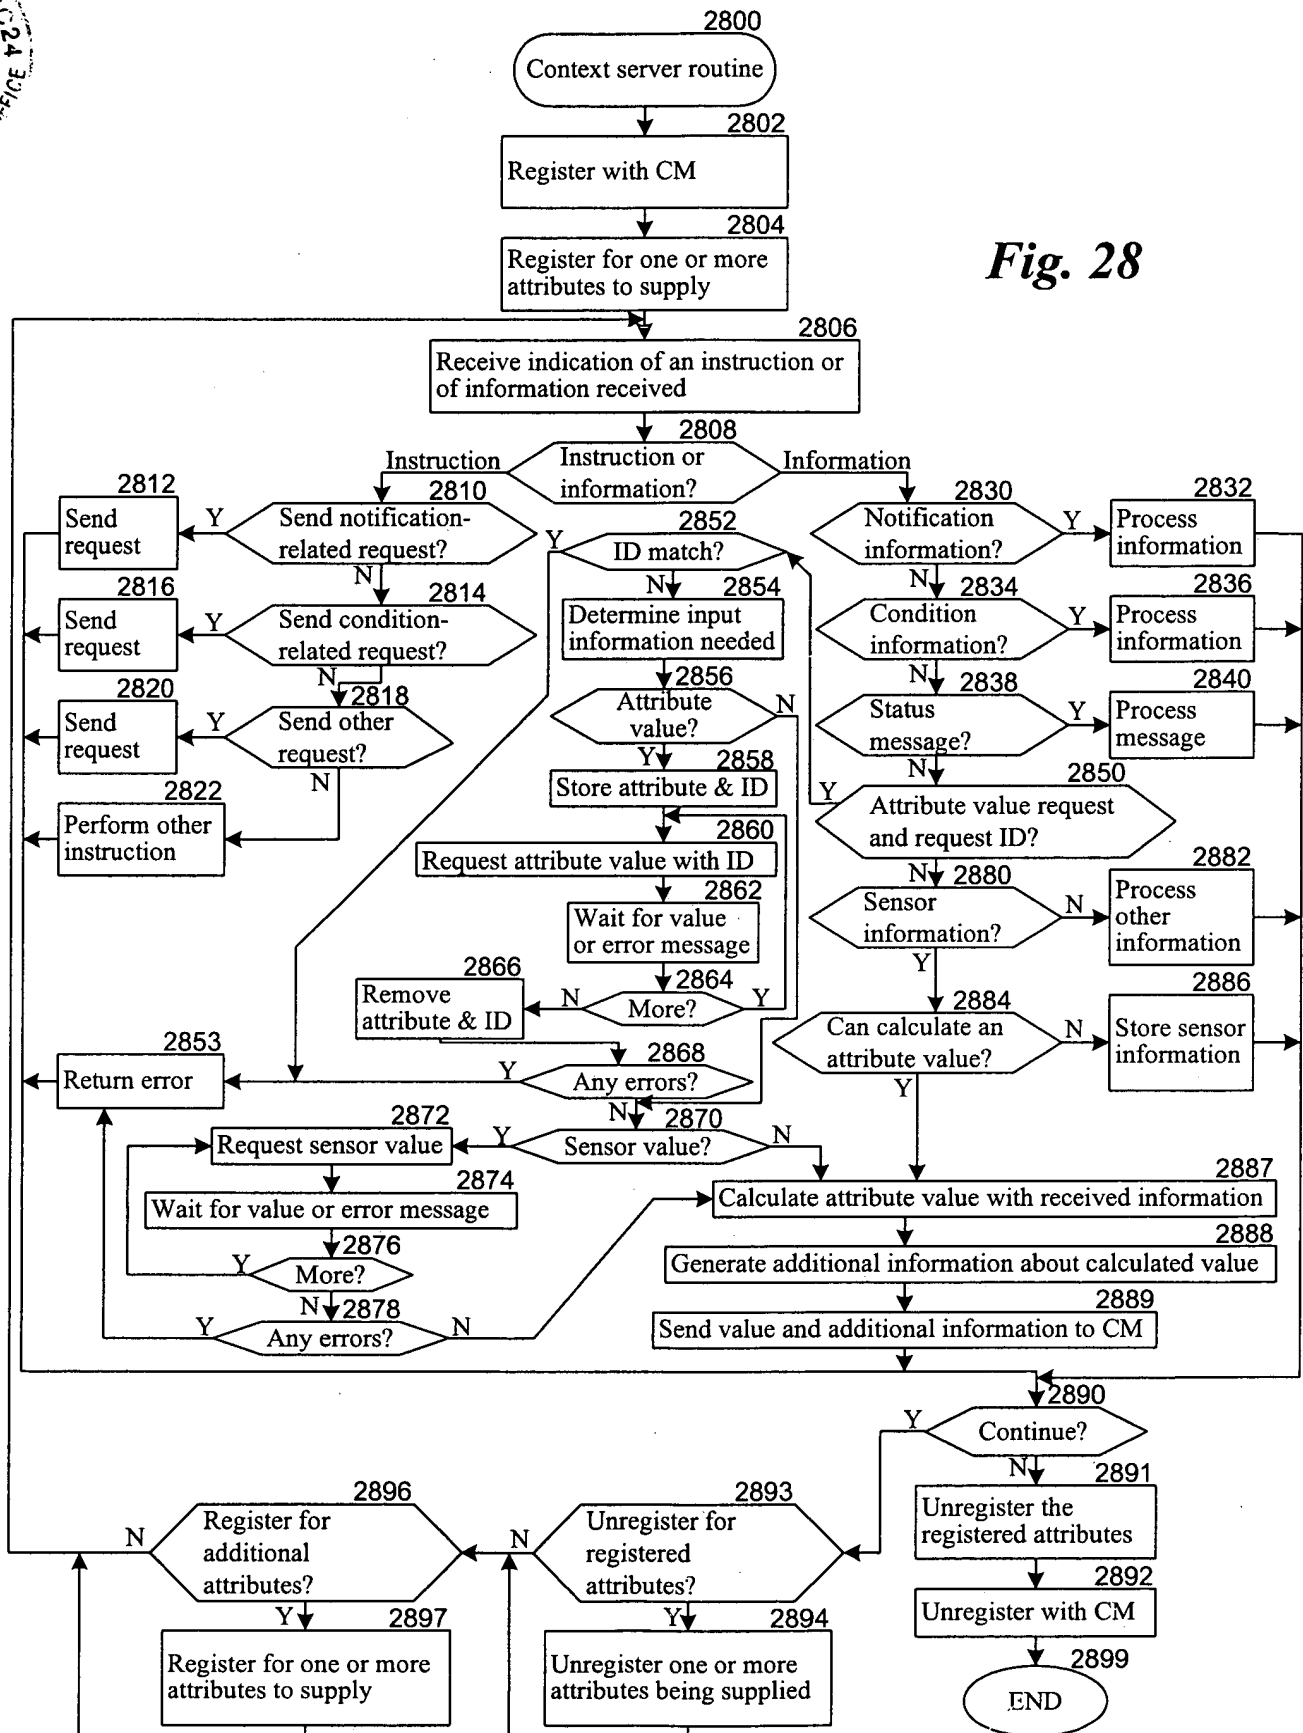 2800
Context server routine
2802
Register with CM
2804
Register for one or more
attributes to supply
Fig. 28
2806
Receive indication of an instruction or
of information received
2808
Instruction
Instruction or
information?
Information
2812
Send
request
Y
2810
Send notification-
related request?
N
2816
Send
request
Y
2814
Send condition-
related request?
N
2820
Send
request
Y
2818
Send other
request?
N
2822
Perform other
instruction
2852
Y
ID match?
N
2854
Determine input
information needed
2856
Attribute
value?
N
Y
2858
Store attribute & ID
2860
Request attribute value with ID
2862
Wait for value
or error message
2864
More?
N
Y
2866
Remove
attribute & ID
2868
Any errors?
Y
N
2853
Return error
2870
Sensor value?
Y
N
2872
Request sensor value
2874
Wait for value or error message
2876
More?
Y
N
2878
Any errors?
Y
N
2830
Notification
information?
Y
N
2832
Process
information
2834
Condition
information?
Y
N
2836
Process
information
2838
Status
message?
Y
N
2840
Process
message
2850
Attribute value request
and request ID?
Y
N
2880
Sensor
information?
N
Y
2882
Process
other
information
2884
Can calculate an
attribute value?
N
Y
2886
Store sensor
information
2887
Calculate attribute value with received information
2888
Generate additional information about calculated value
2889
Send value and additional information to CM
2890
Continue?
Y
N
2891
Unregister the
registered attributes
2892
Unregister with CM
2899
END
2893
Unregister for
registered
attributes?
N
Y
2894
Unregister one or more
attributes being supplied
2896
Register for
additional
attributes?
N
Y
2897
Register for one or more
attributes to supply